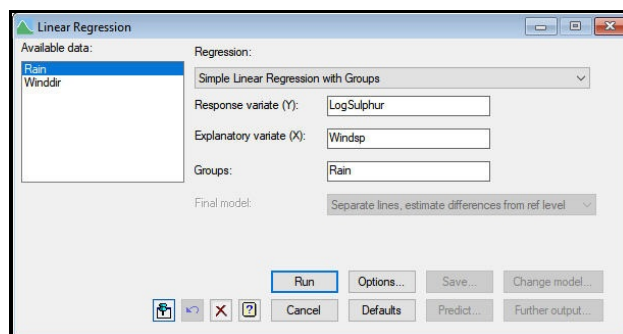 Linear Regression
Available data:
Rain
Winddir
Regression:
Simple Linear Regression with Groups
Response variate (Y):
LogSulphur
Explanatory variate (X):
Windsp
Groups:
Rain
Final model:
Separate lines, estimate differences from ref level
Run
Options...
Save...
Change model...
Cancel
Defaults
Predict...
Further output...